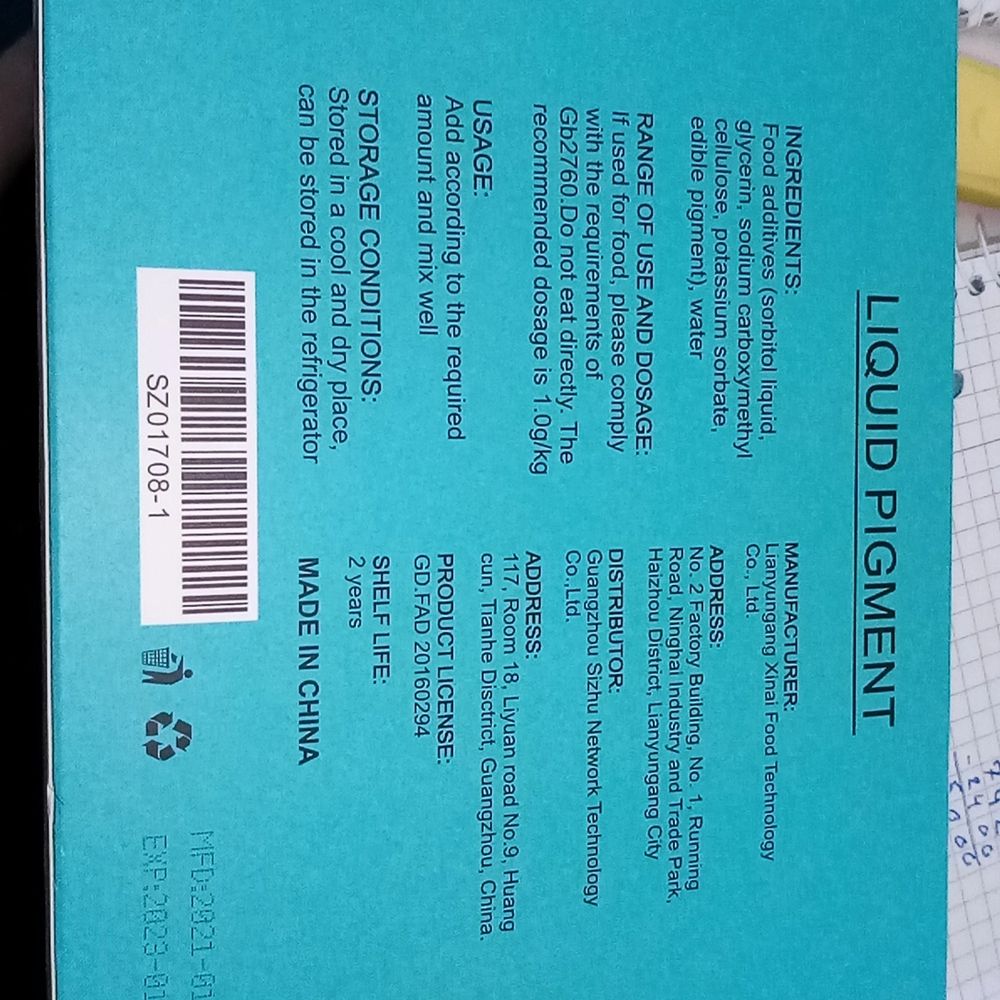 LIQUID PIGMENT
INGREDIENTS:
Food additives (sorbitol liquid,
glycerin, sodium carboxymethyl
cellulose, potassium sorbate,
edible pigment), water
RANGE OF USE AND DOSAGE:
If used for food, please comply
with the requirements of
Gb2760.Do not eat directly. The
recommended dosage is 1.0g/kg
USAGE:
Add according to the required
amount and mix well
STORAGE CONDITIONS:
Stored in a cool and dry place,
can be stored in the refrigerator
SZ01708-1
MANUFACTURER:
Lianyungang Xinai Food Technology
Co., Ltd.
ADDRESS:
No. 2 Factory Building, No. 1, Running
Road, Ninghai Industry and Trade Park,
Haizhou District, Lianyungang City
DISTRIBUTOR:
Guangzhou Sizhu Network Technology
Co.,Ltd.
ADDRESS:
117, Room 18, Liyuan road No.9, Huang
cun, Tianhe Disctrict, Guangzhou, China.
PRODUCT LICENSE:
GD.FAD 20160294
SHELF LIFE:
2 years
MADE IN CHINA
MFD:2021-01
EXP:2023-01